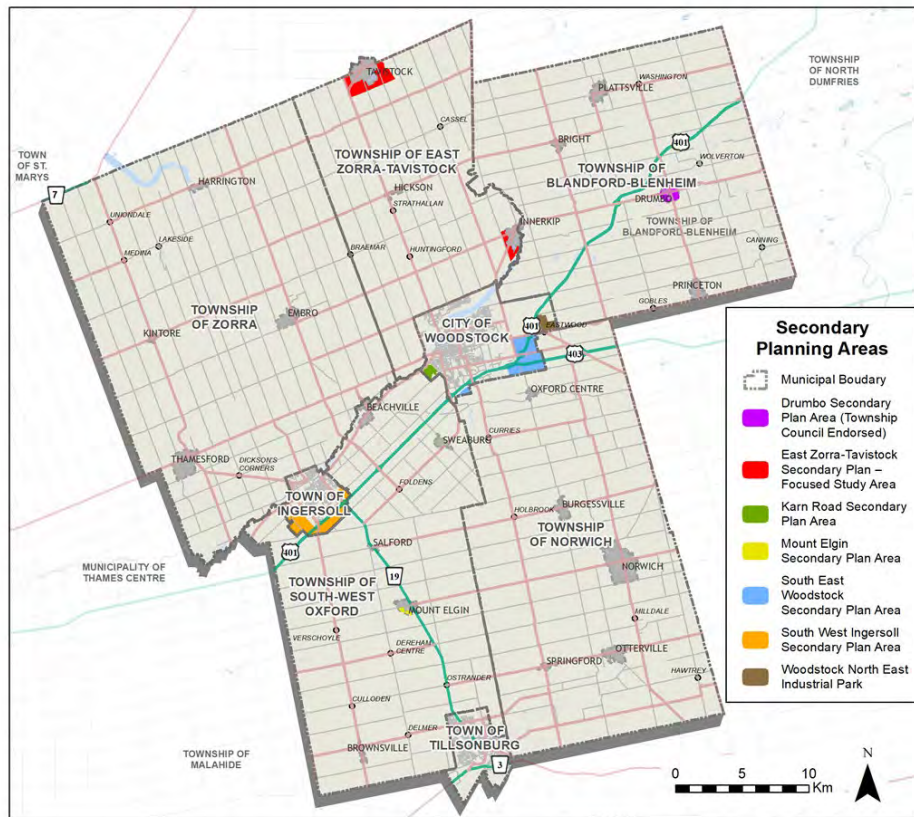 TOWNSHIP
OF NORTH
DUMFRIES
WASHINGTON
TAVISTOCK
PLATTSVILLE
CASSEL
BRIGHT
401
TOWN
OF ST.
MARYS
TOWNSHIP OF EAST
ZORRA-TAVISTOCK
TOWNSHIP OF
BLANDFORD-BLENHEIM
WOLVERTON
7
HARRINGTON
HICKSON
STRATHALLAN
DRUMBO
UNIONDALE
INNERKIP
TOWNSHIP OF
BLANDFORD-BLENHEIM
LAKESIDE
MEDINA
BRAEMAR
HUNTINGFORD
CANNING
PRINCETON
TOWNSHIP
OF ZORRA
EMBRO
GOBLES
KINTORE
CITY OF
WOODSTOCK
401
EASTWOOD
403
OXFORD CENTRE
BEACHVILLE
SWEABURG
CURRIES
THAMESFORD
DICKSON'S
CORNERS
FOLDENS
TOWN OF
INGERSOLL
BURGESSVILLE
HOLBROOK
TOWNSHIP
OF NORWICH
401
SALFORD
MUNICIPALITY OF
THAMES CENTRE
NORWICH
19
TOWNSHIP OF
SOUTH-WEST
OXFORD
MOUNT ELGIN
MILLDALE
VERSCHOYLE
DEREHAM
CENTRE
OTTERVILLE
SPRINGFORD
HAWTREY
OSTRANDER
CULLODEN
DELMER
TOWN OF
TILLSONBURG
BROWNSVILLE
TOWNSHIP OF
MALAHIDE
3
Secondary
Planning Areas
Municipal Boudary
Drumbo Secondary
Plan Area (Township
Council Endorsed)
East Zorra-Tavistock
Secondary Plan –
Focused Study Area
Karn Road Secondary
Plan Area
Mount Elgin
Secondary Plan Area
South East
Woodstock
Secondary Plan Area
South West Ingersoll
Secondary Plan Area
Woodstock North East
Industrial Park
N
0 5 10
Km